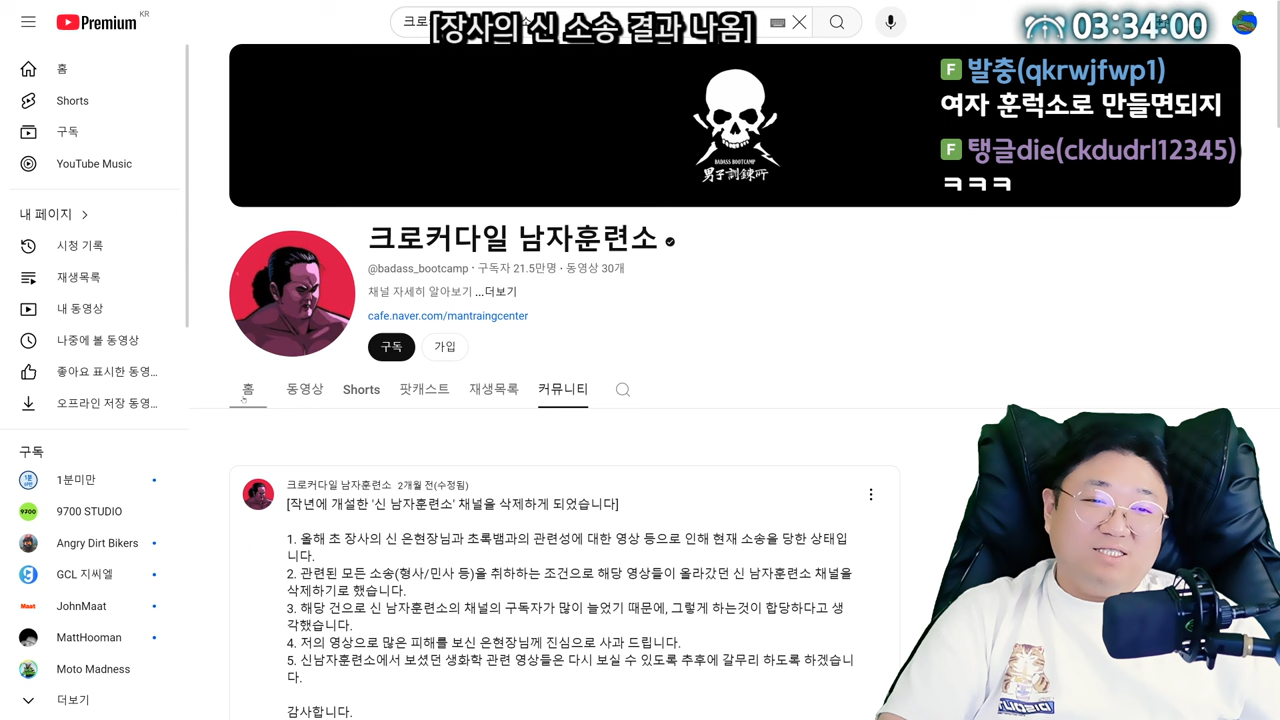 Premium KR
크로
[장사의 신 소송 결과 나옴]
03:34:00
홈
Shorts
구독
YouTube Music
내 페이지
시청 기록
재생목록
내 동영상
나중에 볼 동영상
좋아요 표시한 동영...
오프라인 저장 동영...
구독
1분미만
9700 STUDIO
Angry Dirt Bikers
GCL 지씨엘
JohnMaat
MattHooman
Moto Madness
더보기
BADASS BOOTCAMP
男子訓鍊所
F 발충(qkrwjfwp1)
여자 훈럭소로 만들면되지
F 탱글die(ckdudrl12345)
ㅋㅋㅋ
크로커다일 남자훈련소
@badass_bootcamp · 구독자 21.5만명 · 동영상 30개
채널 자세히 알아보기 ...더보기
cafe.naver.com/mantraingcenter
구독 가입
홈 동영상 Shorts 팟캐스트 재생목록 커뮤니티
크로커다일 남자훈련소 2개월 전(수정됨)
[작년에 개설한 '신 남자훈련소' 채널을 삭제하게 되었습니다]
1. 올해 초 장사의 신 은현장님과 초록뱀과의 관련성에 대한 영상 등으로 인해 현재 소송을 당한 상태입
니다.
2. 관련된 모든 소송(형사/민사 등)을 취하하는 조건으로 해당 영상들이 올라갔던 신 남자훈련소 채널을
삭제하기로 했습니다.
3. 해당 건으로 신 남자훈련소의 채널의 구독자가 많이 늘었기 때문에, 그렇게 하는것이 합당하다고 생
각했습니다.
4. 저의 영상으로 많은 피해를 보신 은현장님께 진심으로 사과 드립니다.
5. 신남자훈련소에서 보셨던 생화학 관련 영상들은 다시 보실 수 있도록 추후에 갈무리 하도록 하겠습니
다.
감사합니다.